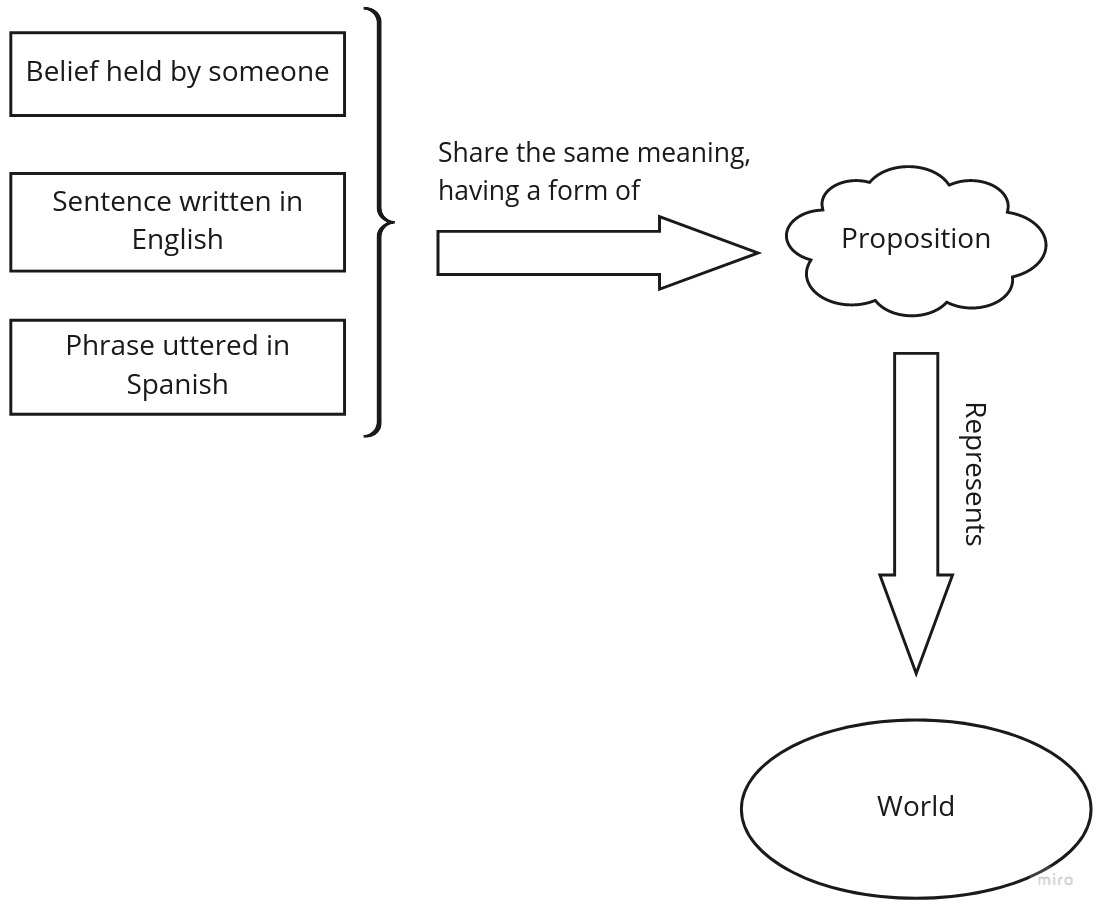 Belief held by someone
Sentence written in
English
Phrase uttered in
Spanish
Share the same meaning,
having a form of
Proposition
Represents
World
miro